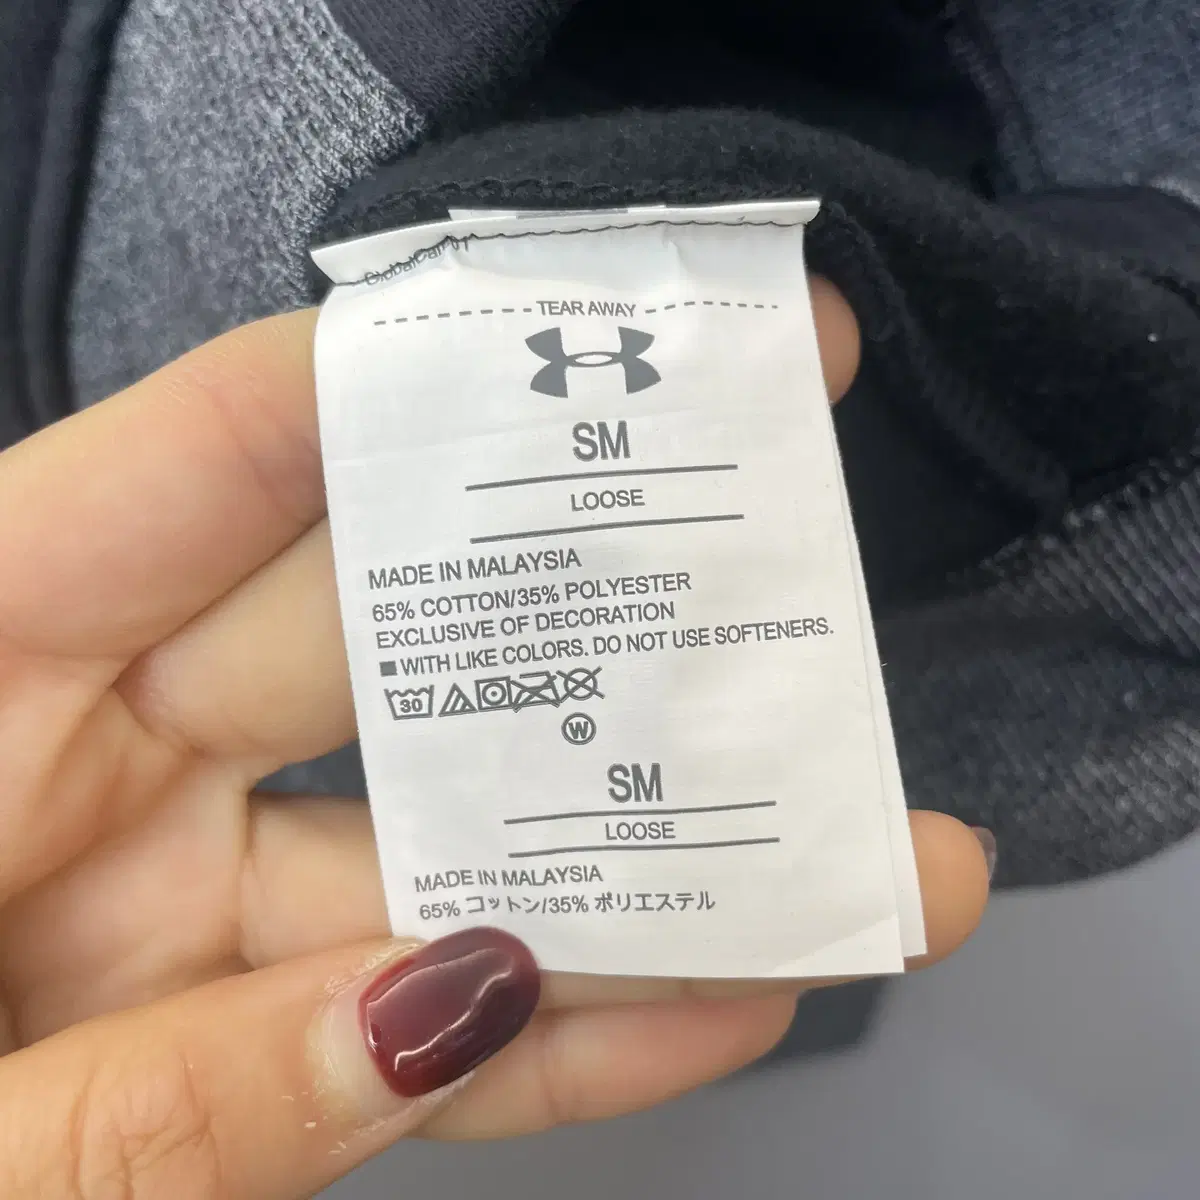 GlobalCare 01
TEAR AWAY
SM
LOOSE
MADE IN MALAYSIA
65% COTTON/35% POLYESTER
EXCLUSIVE OF DECORATION
■ WITH LIKE COLORS. DO NOT USE SOFTENERS.
30
W
SM
LOOSE
MADE IN MALAYSIA
65% コットン/35% ポリエステル